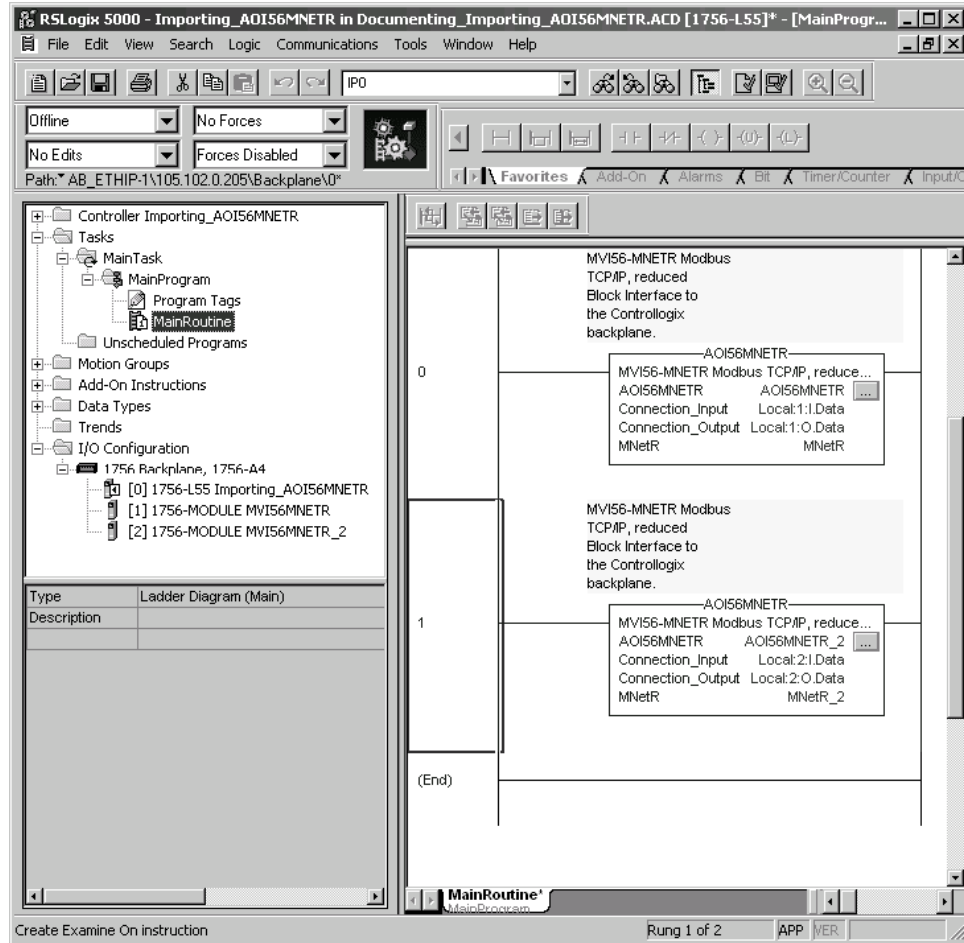 RSLogix 5000 - Importing_AOI56MNETR in Documenting_Importing_AOI56MNETR.ACD [1756-L55]* - [MainProgr...
File Edit View Search Logic Communications Tools Window Help
IPO
Offline
No Forces
No Edits
Forces Disabled
Path:* AB_ETHIP-1\105.102.0.205\Backplane\0*
Favorites Add-On Alarms Bit Timer/Counter Input/O
Controller Importing_AOI56MNETR
Tasks
MainTask
MainProgram
Program Tags
MainRoutine
Unscheduled Programs
Motion Groups
Add-On Instructions
Data Types
Trends
I/O Configuration
1756 Backplane, 1756-A4
[0] 1756-L55 Importing_AOI56MNETR
[1] 1756-MODULE MVI56MNETR
[2] 1756-MODULE MVI56MNETR_2
Type Ladder Diagram (Main)
Description
MVI56-MNETR Modbus
TCP/IP, reduced
Block Interface to
the Controllogix
backplane.
0
AOI56MNETR
MVI56-MNETR Modbus TCP/IP, reduce...
AOI56MNETR AOI56MNETR ...
Connection_Input Local:1:I.Data
Connection_Output Local:1:O.Data
MNetR MNetR
MVI56-MNETR Modbus
TCP/IP, reduced
Block Interface to
the Controllogix
backplane.
1
AOI56MNETR
MVI56-MNETR Modbus TCP/IP, reduce...
AOI56MNETR AOI56MNETR_2 ...
Connection_Input Local:2:I.Data
Connection_Output Local:2:O.Data
MNetR MNetR_2
(End)
MainRoutine*
MainProgram
Create Examine On instruction
Rung 1 of 2
APP VER